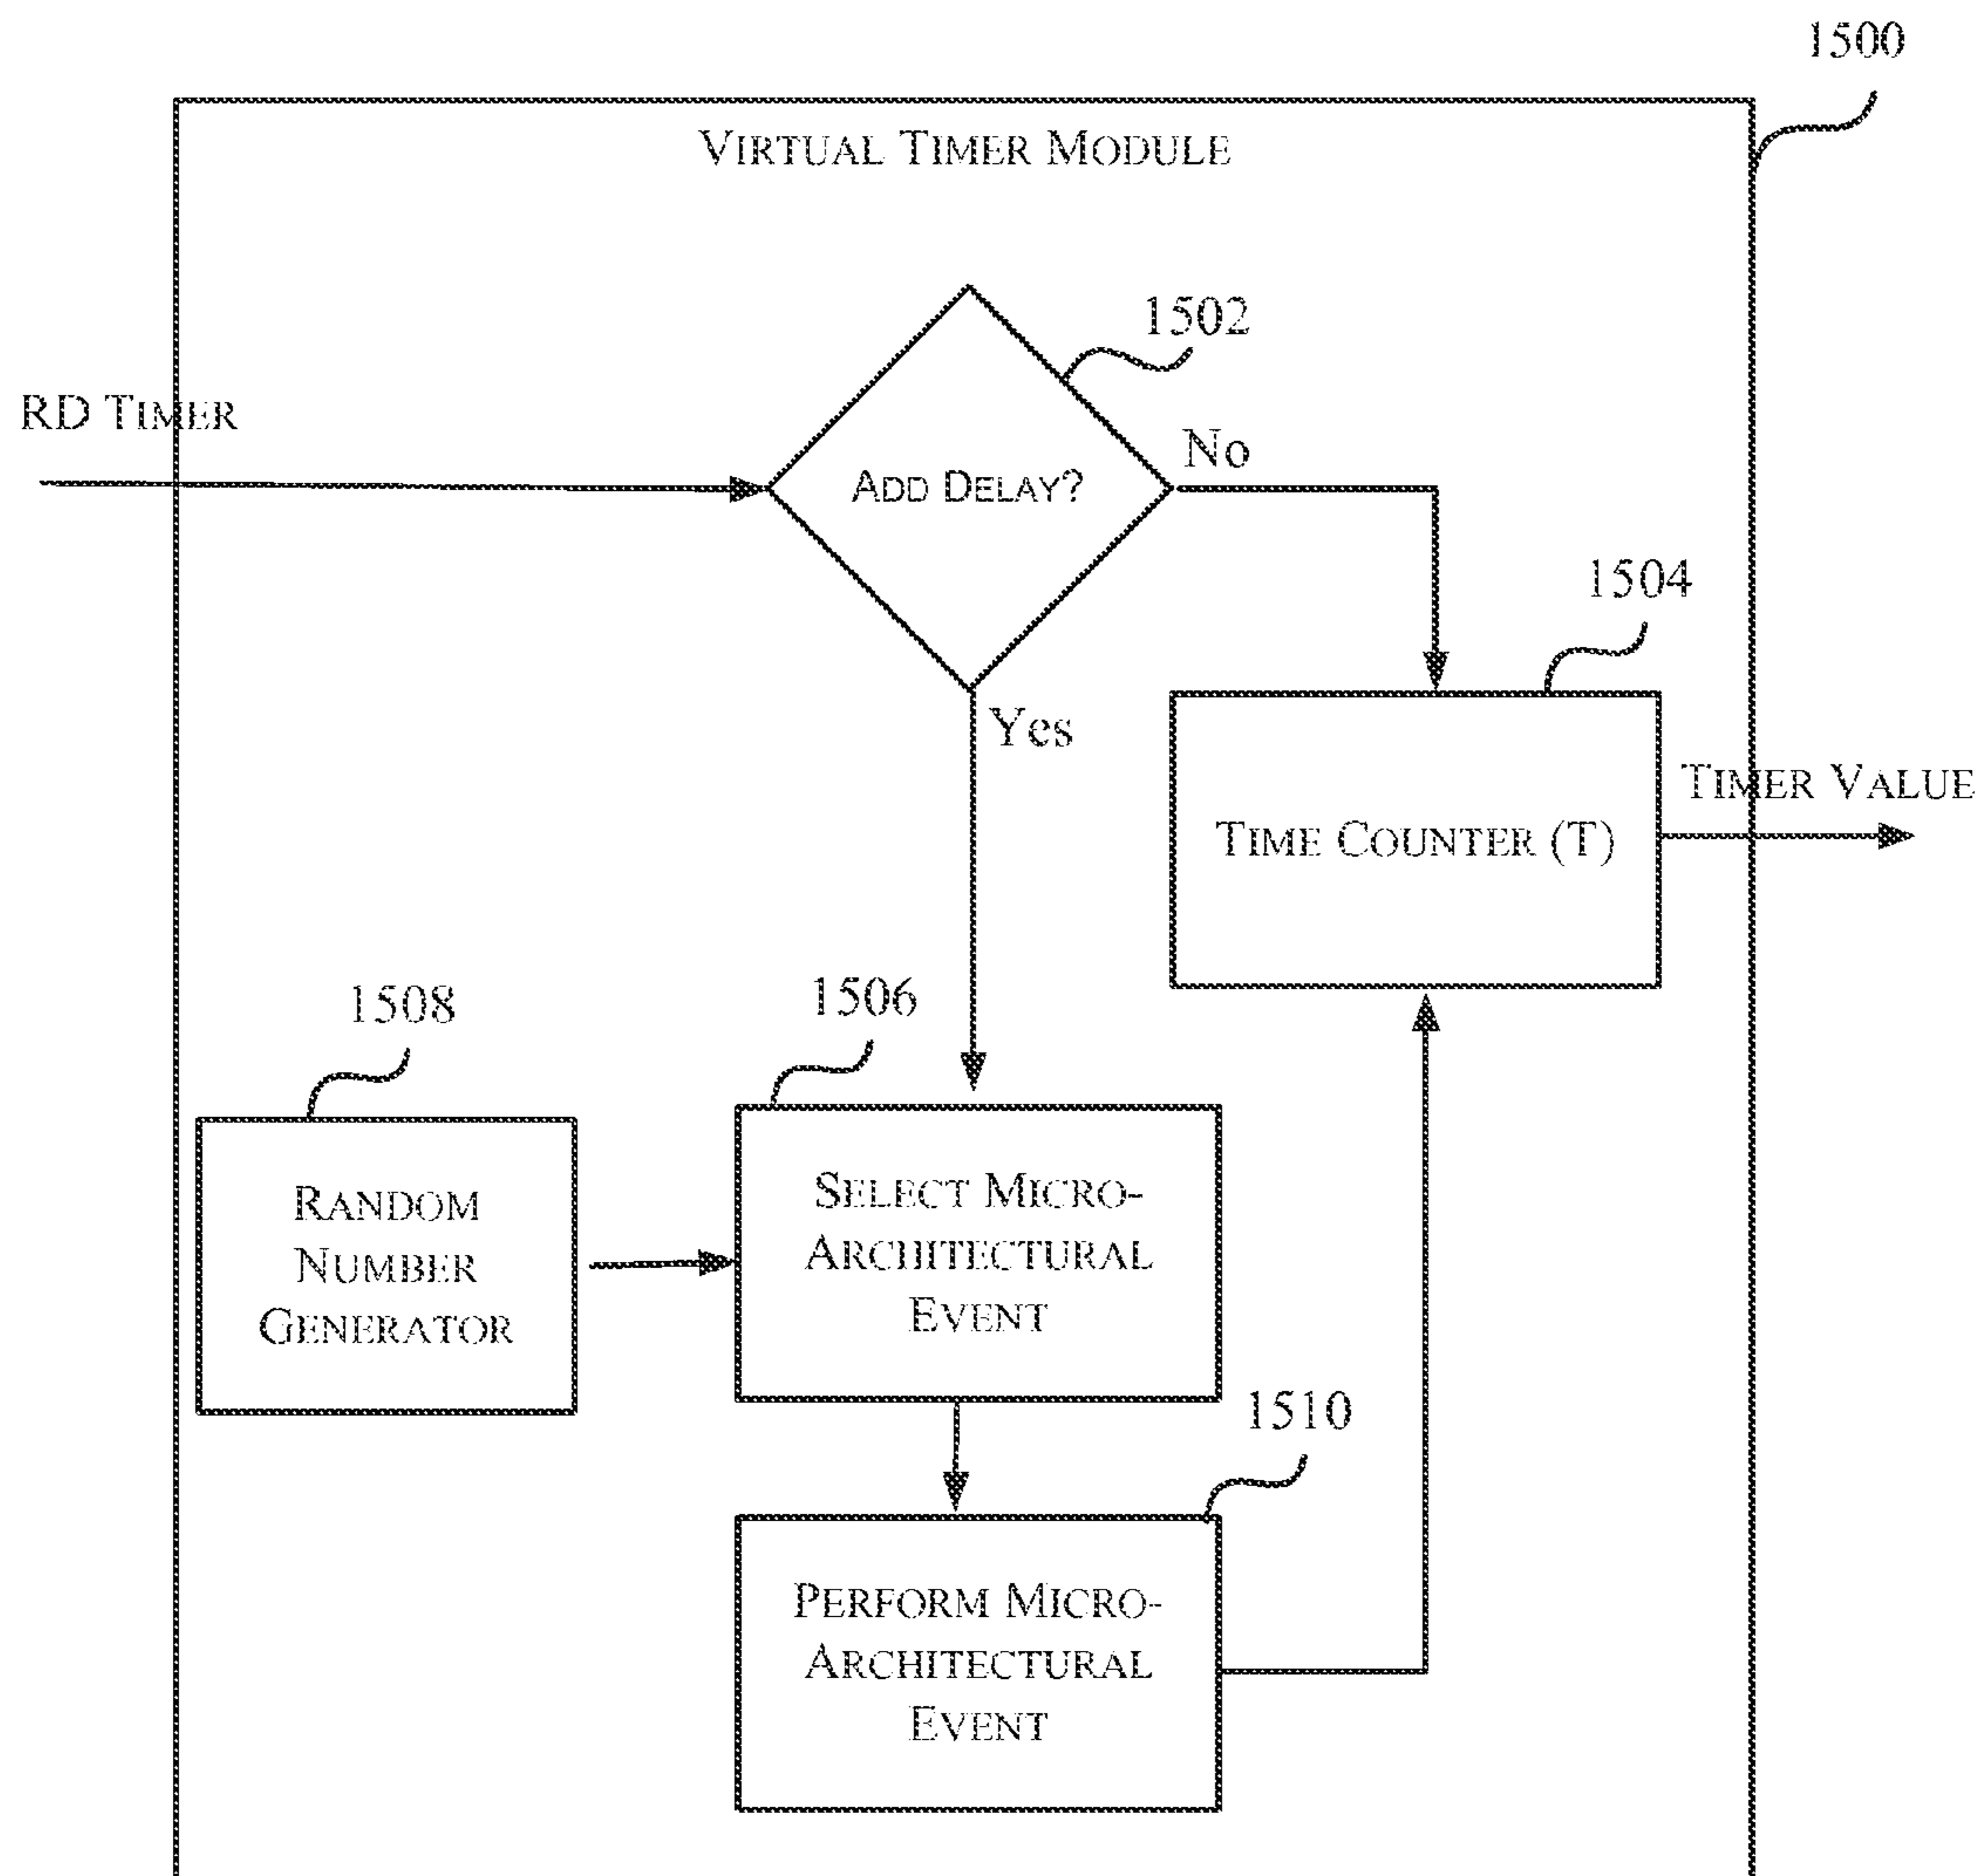 1500
VIRTUAL TIMER MODULE
1502
RD TIMER
No
ADD DELAY?
1504
Yes
TIMER VALUE
TIME COUNTER (T)
1508
1506
RANDOM
NUMBER
GENERATOR
SELECT MICRO-
ARCHITECTURAL
EVENT
1510
PERFORM MICRO-
ARCHITECTURAL
EVENT